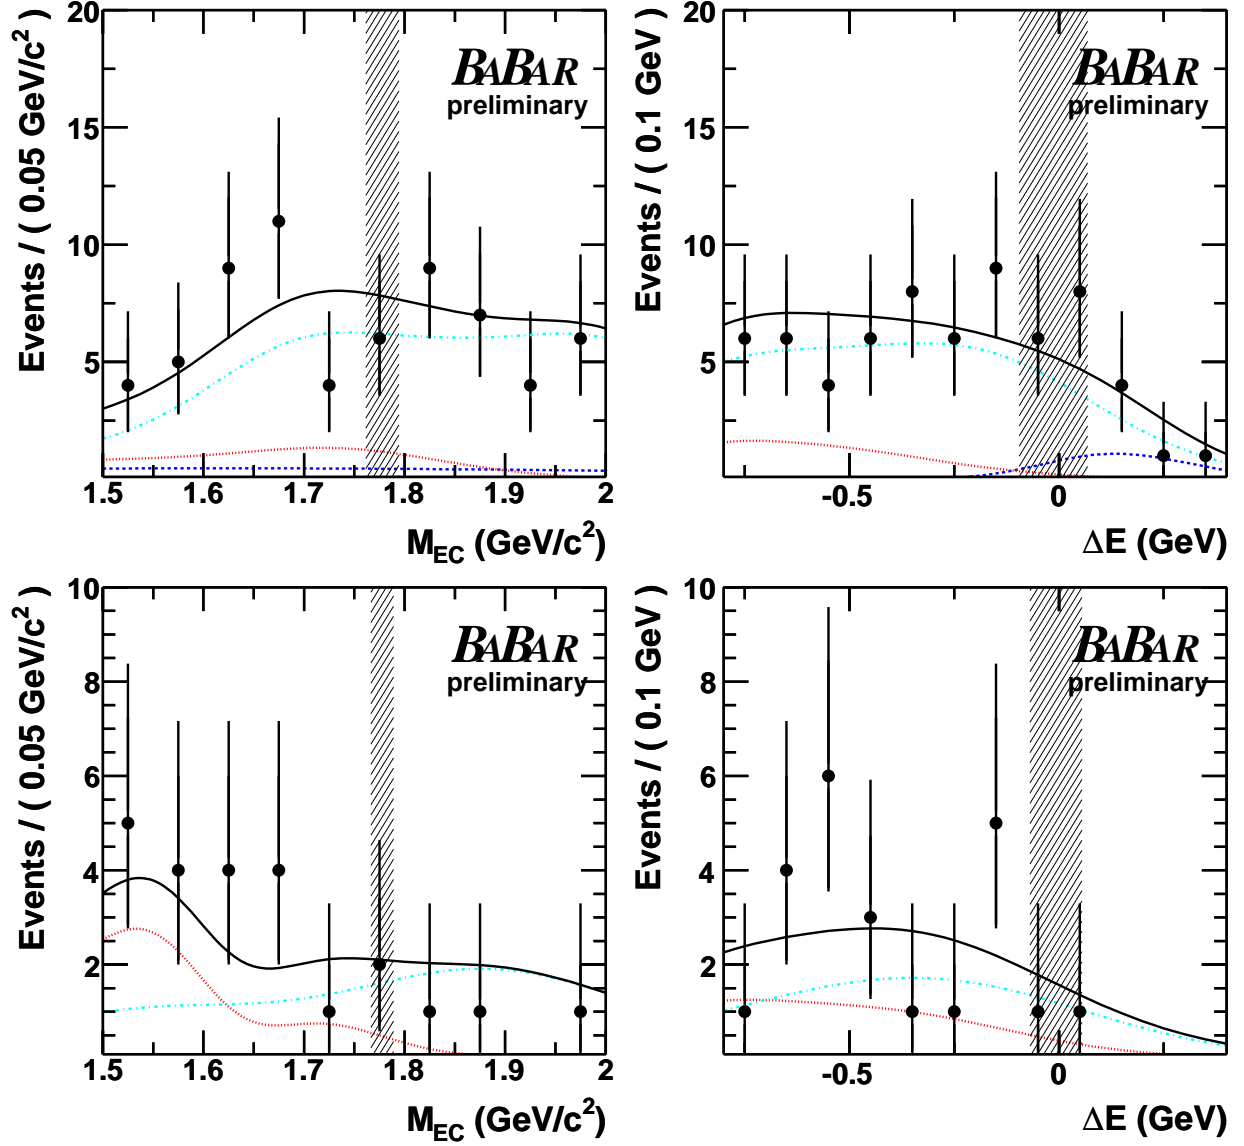 Events / ( 0.05 GeV/c²)
20
15
10
5
BABAR
preliminary
1.5 1.6 1.7 1.8 1.9 2
M_EC (GeV/c²)
Events / ( 0.1 GeV )
20
15
10
5
BABAR
preliminary
-0.5 0
ΔE (GeV)
Events / ( 0.05 GeV/c² )
10
8
6
4
2
BABAR
preliminary
1.5 1.6 1.7 1.8 1.9 2
M_EC (GeV/c²)
Events / ( 0.1 GeV )
10
8
6
4
2
BABAR
preliminary
-0.5 0
ΔE (GeV)